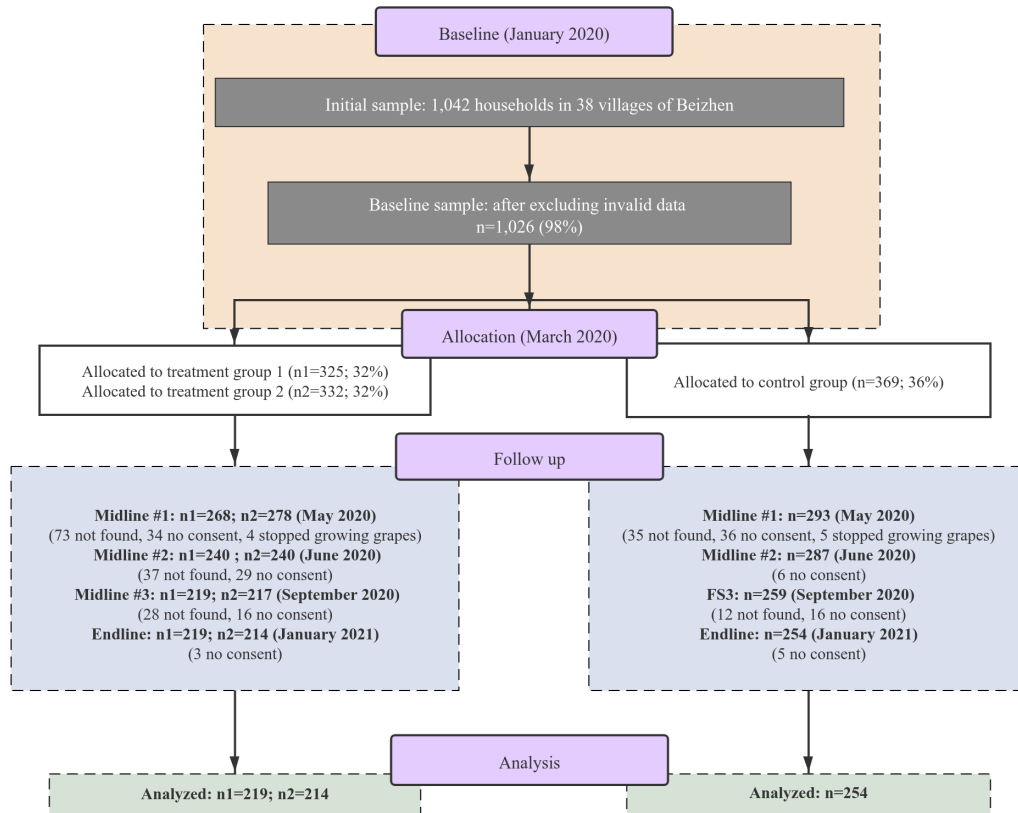 Baseline (January 2020)
Initial sample: 1,042 households in 38 villages of Beizhen
Baseline sample: after excluding invalid data
n=1,026 (98%)
Allocation (March 2020)
Allocated to treatment group 1 (n1=325; 32%)
Allocated to treatment group 2 (n2=332; 32%)
Allocated to control group (n=369; 36%)
Follow up
Midline #1: n1=268; n2=278 (May 2020)
(73 not found, 34 no consent, 4 stopped growing grapes)
Midline #2: n1=240 ; n2=240 (June 2020)
(37 not found, 29 no consent)
Midline #3: n1=219; n2=217 (September 2020)
(28 not found, 16 no consent)
Endline: n1=219; n2=214 (January 2021)
(3 no consent)
Midline #1: n=293 (May 2020)
(35 not found, 36 no consent, 5 stopped growing grapes)
Midline #2: n=287 (June 2020)
(6 no consent)
FS3: n=259 (September 2020)
(12 not found, 16 no consent)
Endline: n=254 (January 2021)
(5 no consent)
Analysis
Analyzed: n1=219; n2=214
Analyzed: n=254